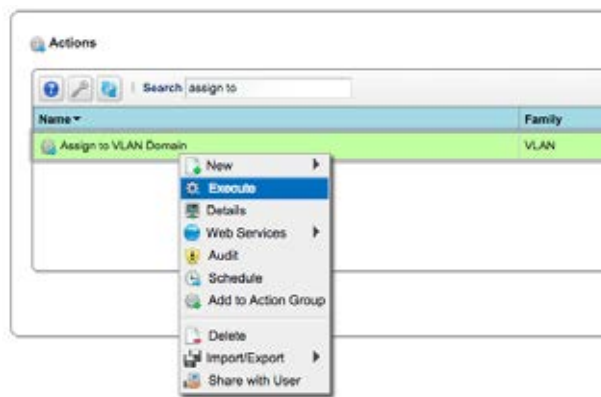 Actions
Search assign to
Name Family
Assign to VLAN Domain VLAN
New
Execute
Details
Web Services
Audit
Schedule
Add to Action Group
Delete
Import/Export
Share with User